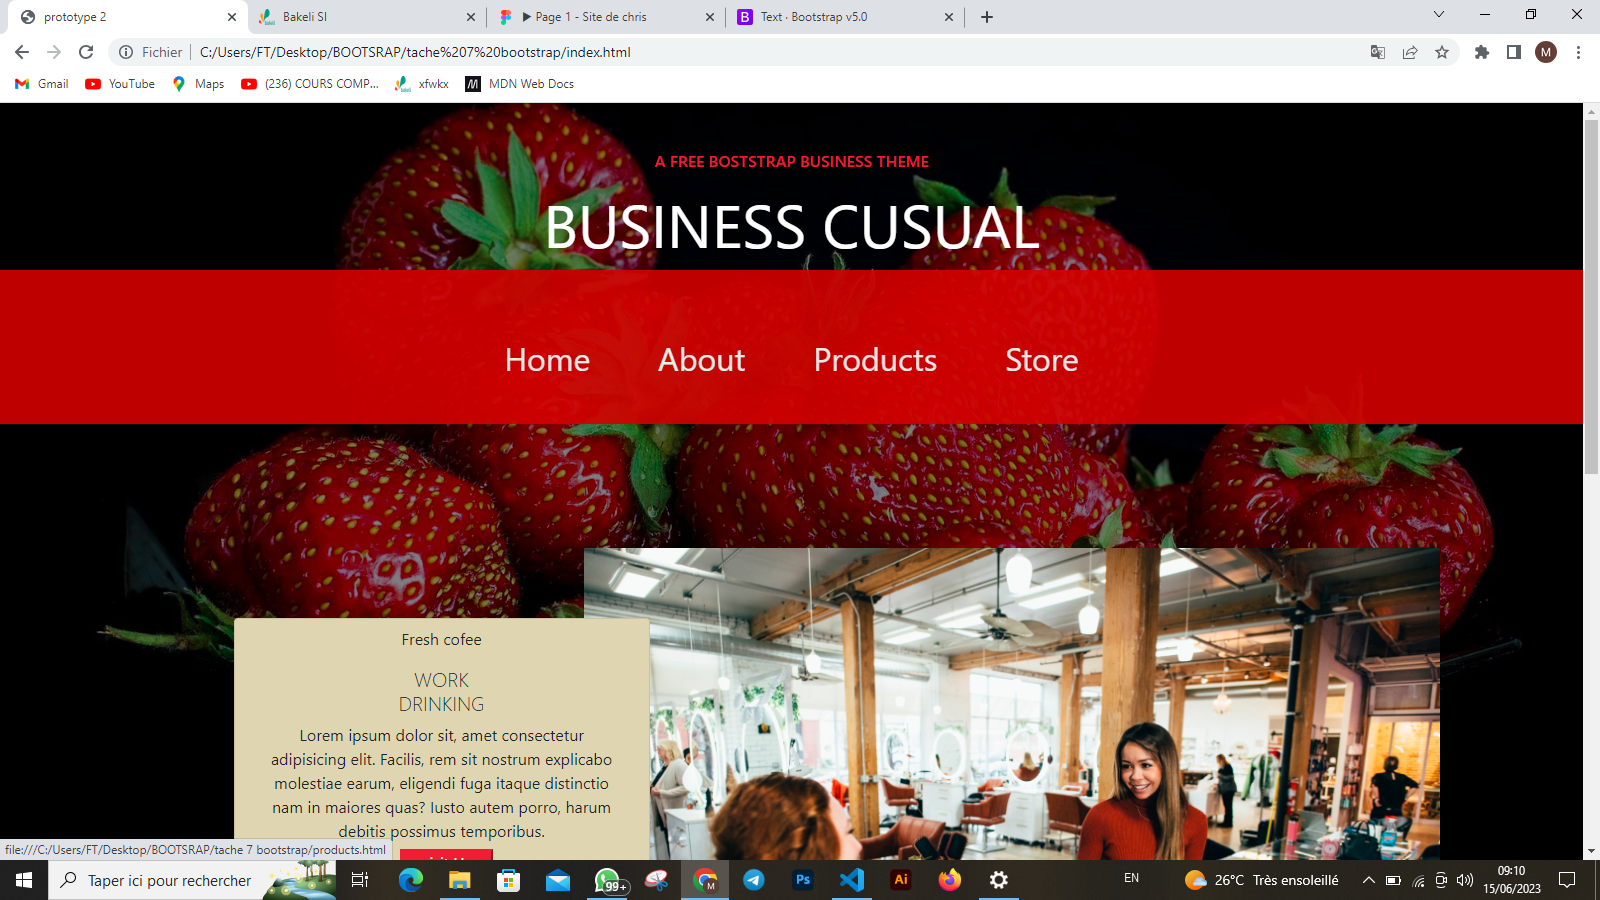 prototype 2
Bakeli SI
▶ Page 1 - Site de chris
Text · Bootstrap v5.0
Fichier
C:/Users/FT/Desktop/BOOTSRAP/tache%207%20bootstrap/index.html
M
Gmail
YouTube
Maps
(236) COURS COMP...
xfwkx
MDN Web Docs
A FREE BOSTSTRAP BUSINESS THEME
BUSINESS CUSUAL
Home
About
Products
Store
Fresh cofee
WORK
DRINKING
Lorem ipsum dolor sit, amet consectetur
adipisicing elit. Facilis, rem sit nostrum explicabo
molestiae earum, eligendi fuga itaque distinctio
nam in maiores quas? Iusto autem porro, harum
debitis possimus temporibus.
file:///C:/Users/FT/Desktop/BOOTSRAP/tache 7 bootstrap/products.html
Taper ici pour rechercher
99+
M
Ps
Ai
EN
26°C Très ensoleillé
09:10
15/06/2023